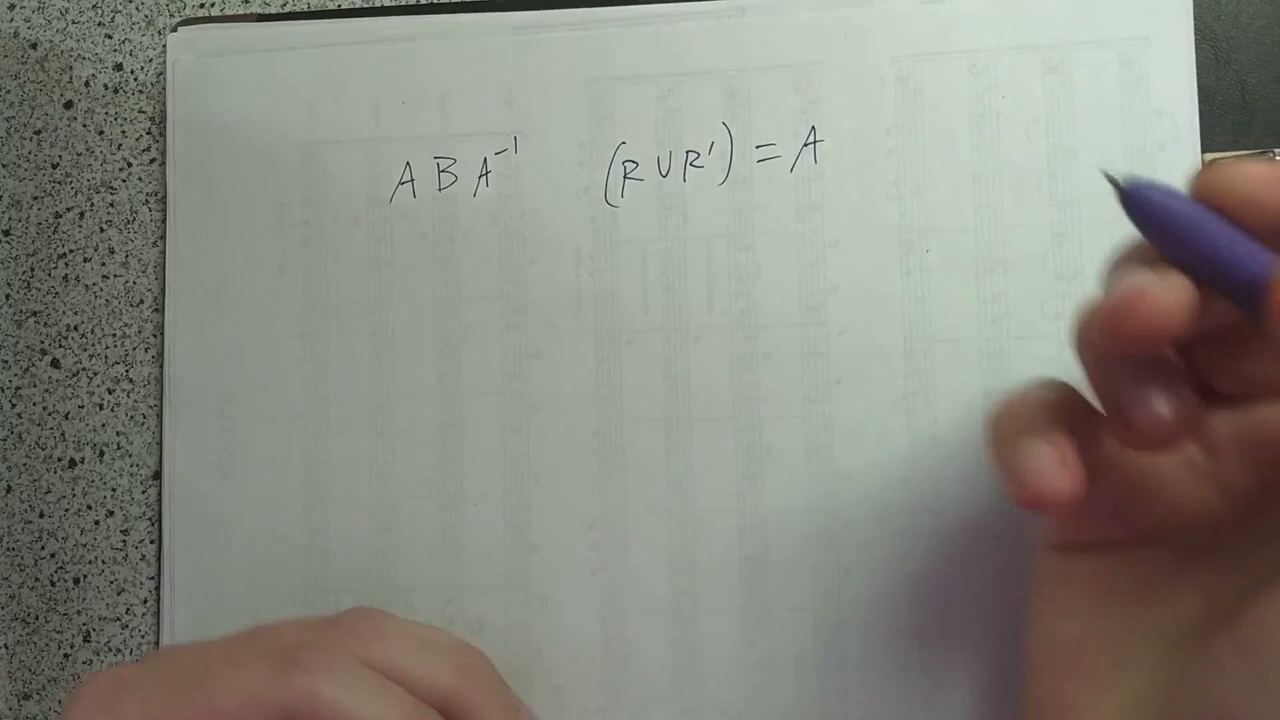 A B A⁻¹ (R U R') = A